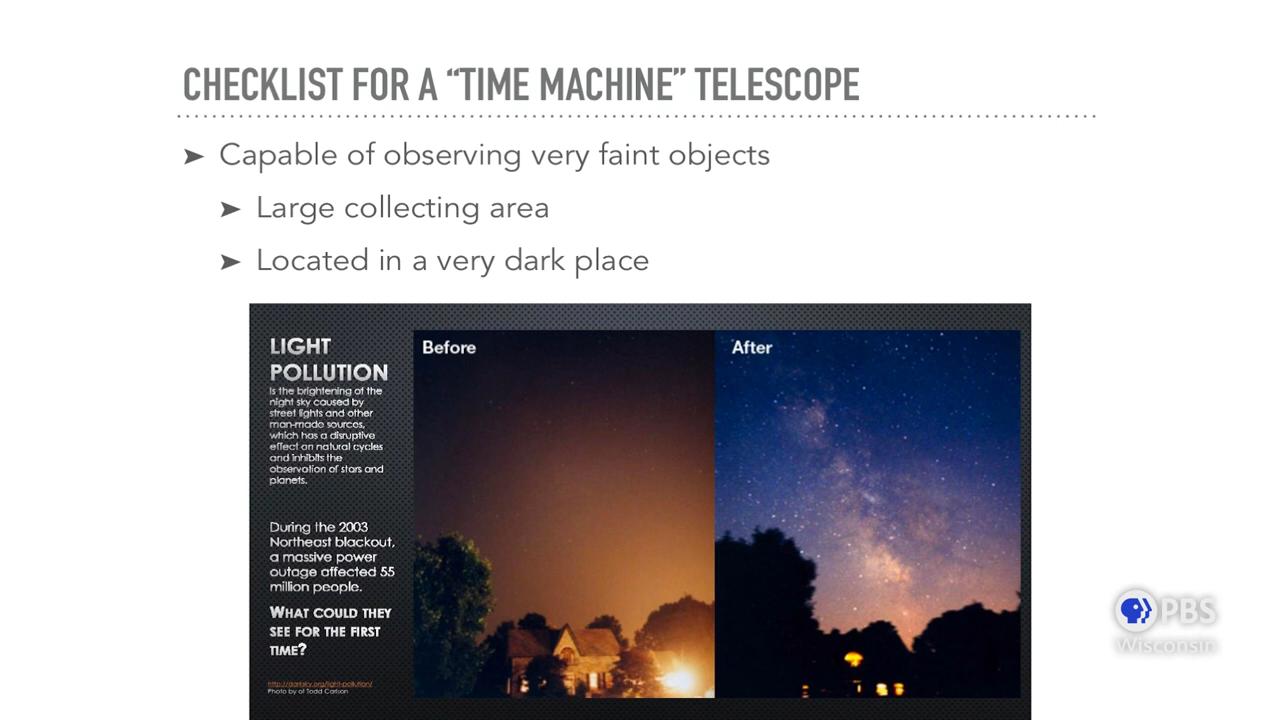 CHECKLIST FOR A “TIME MACHINE” TELESCOPE
➤ Capable of observing very faint objects
➤ Large collecting area
➤ Located in a very dark place
LIGHT
POLLUTION
Is the brightening of the
night sky caused by
street lights and other
man-made sources,
which has a disruptive
effect on natural cycles
and inhibits the
observation of stars and
planets.
During the 2003
Northeast blackout,
a massive power
outage affected 55
million people.
WHAT COULD THEY
SEE FOR THE FIRST
TIME?
http://darksky.org/light-pollution/
Photo by of Todd Carlson
Before
After
PBS
Wisconsin